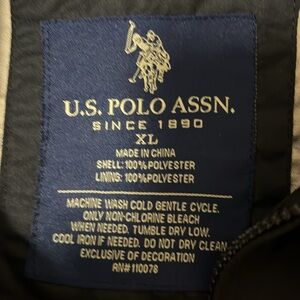 U.S. POLO ASSN.
SINCE 1890
XL
MADE IN CHINA
SHELL: 100% POLYESTER
LINING: 100% POLYESTER
MACHINE WASH COLD GENTLE CYCLE.
ONLY NON-CHLORINE BLEACH
WHEN NEEDED. TUMBLE DRY LOW.
COOL IRON IF NEEDED. DO NOT DRY CLEAN
EXCLUSIVE OF DECORATION
RN# 110078